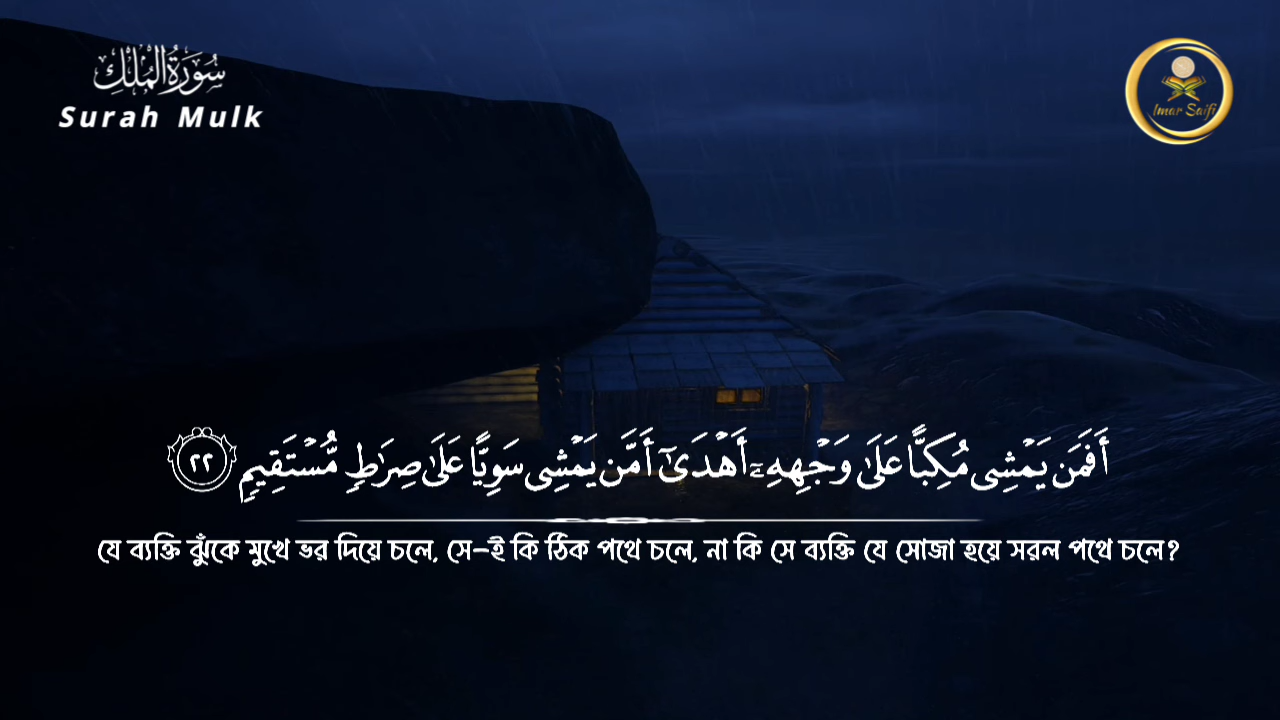 سُورَةُ الْمُلْكِ
Surah Mulk
Imar Saifi
أَفَمَن يَمْشِى مُكِبًّا عَلَىٰ وَجْهِهِۦٓ أَهْدَىٰٓ أَمَّن يَمْشِى سَوِيًّا عَلَىٰ صِرَٰطٍ مُّسْتَقِيمٍ ٢٢
যে ব্যক্তি ঝুঁকে মুখে ভর দিয়ে চলে, সে-ই কি ঠিক পথে চলে, না কি সে ব্যক্তি যে সোজা হয়ে সরল পথে চলে?